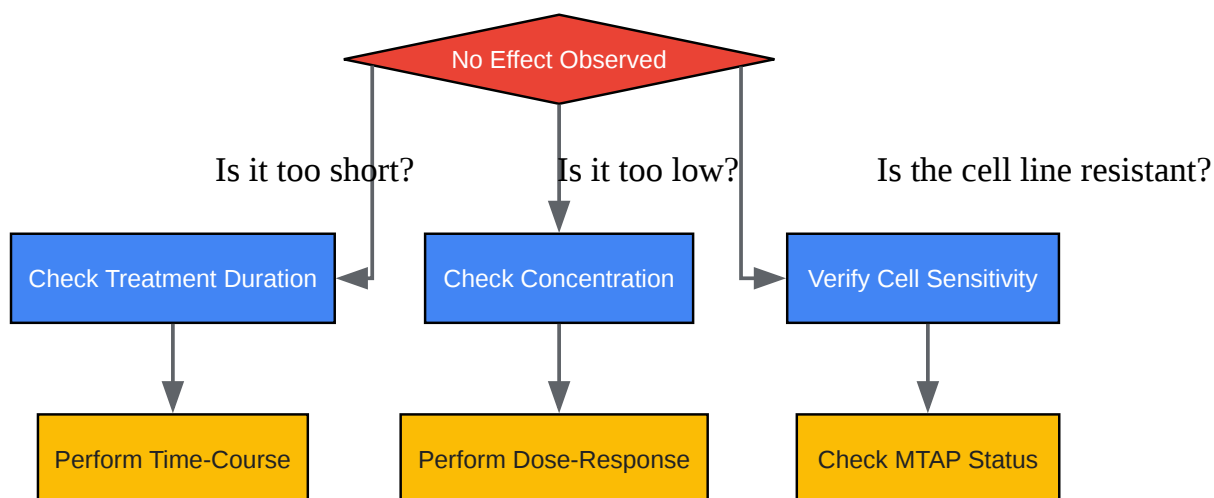 No Effect Observed
Is it too short?
Is it too low?
Is the cell line resistant?
Check Treatment Duration
Check Concentration
Verify Cell Sensitivity
Perform Time-Course
Perform Dose-Response
Check MTAP Status